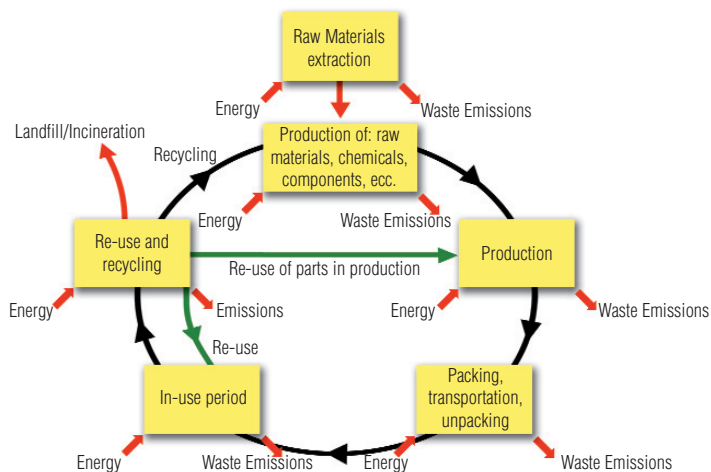 Raw Materials
extraction
Energy
Waste Emissions
Landfill/Incineration
Recycling
Production of: raw
materials, chemicals,
components, ecc.
Energy
Waste Emissions
Re-use and
recycling
Re-use of parts in production
Production
Energy
Emissions
Energy
Waste Emissions
Re-use
In-use period
Packing,
transportation,
unpacking
Energy
Waste Emissions
Energy
Waste Emissions